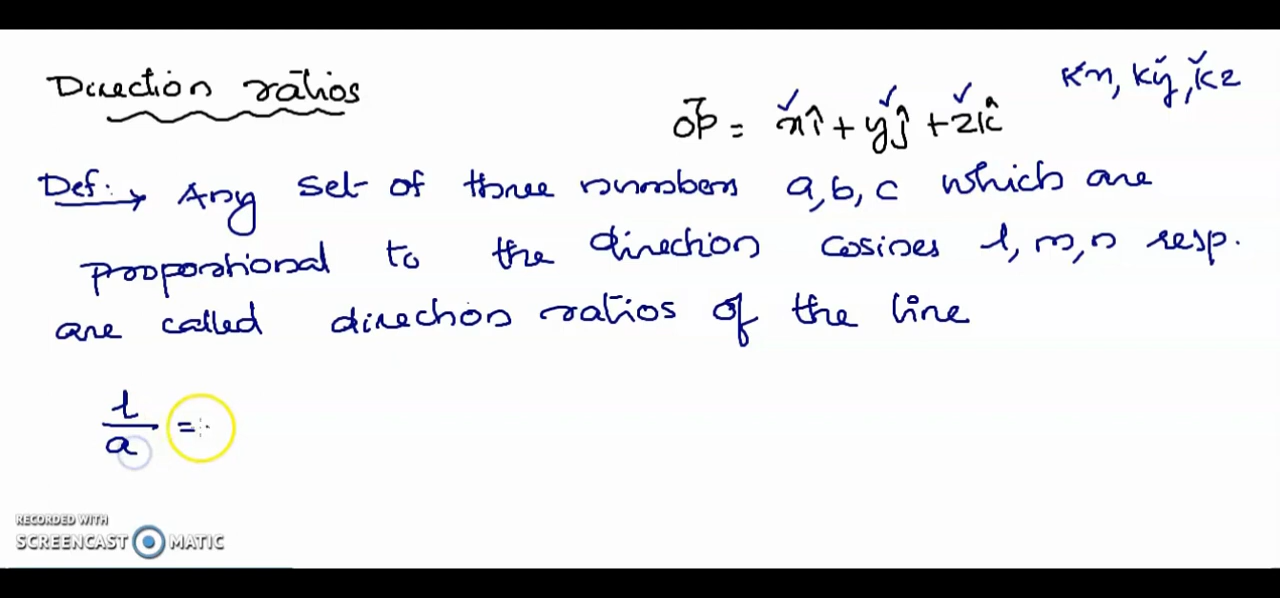 Direction ratios
Kx, Ky, Kz
OP⃗ = xî + yĵ + zk̂
Def: → Any set of three numbers a, b, c which are
proportional to the direction cosines l, m, n resp.
are called direction ratios of the line
l/a =
RECORDED WITH
SCREENCAST MATIC